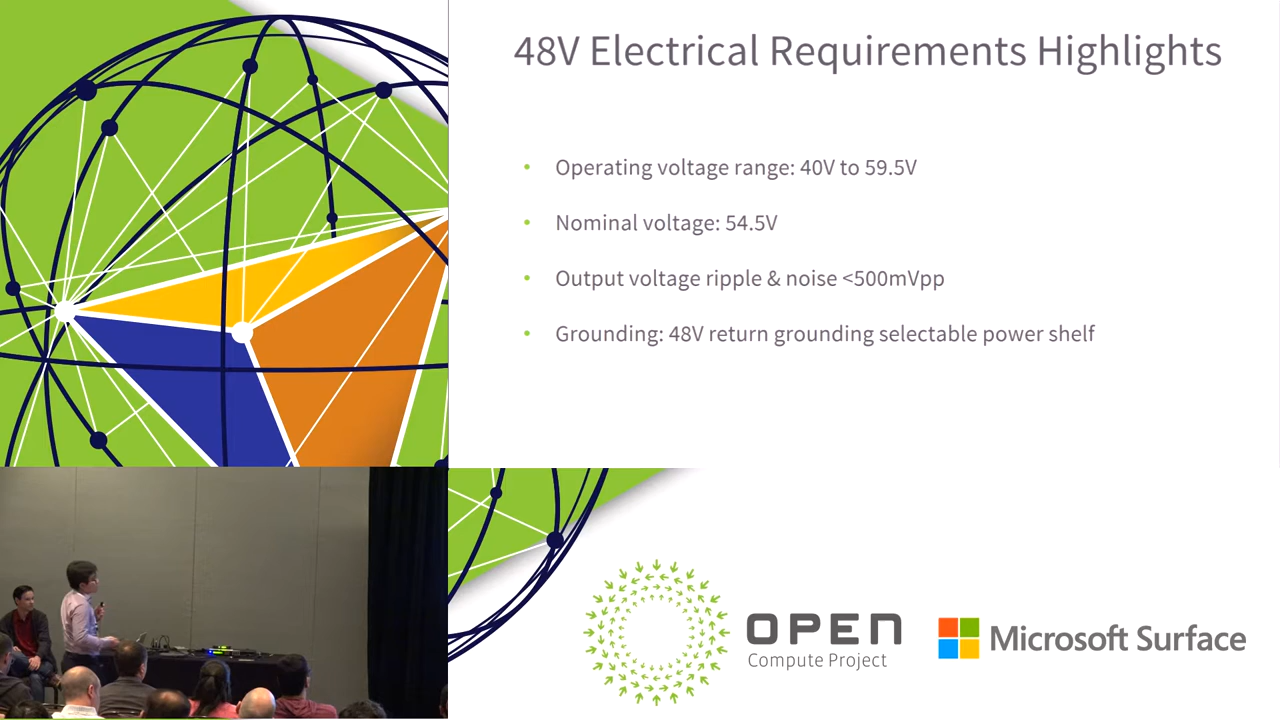 48V Electrical Requirements Highlights
• Operating voltage range: 40V to 59.5V
• Nominal voltage: 54.5V
• Output voltage ripple & noise <500mVpp
• Grounding: 48V return grounding selectable power shelf
OPEN
Compute Project
Microsoft Surface